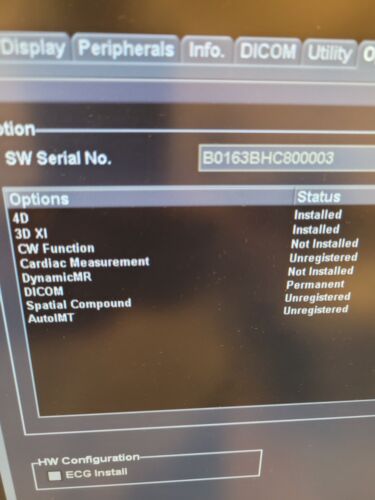 Display Peripherals Info. DICOM Utility O
ption
SW Serial No. B0163BHC800003
Options Status
4D Installed
3D XI Installed
CW Function Not Installed
Cardiac Measurement Unregistered
DynamicMR Not Installed
DICOM Permanent
Spatial Compound Unregistered
AutoIMT Unregistered
HW Configuration
ECG Install